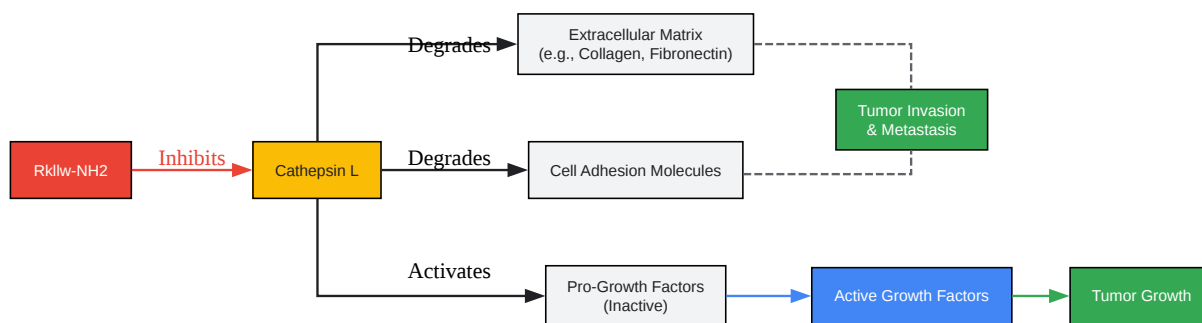 Degrades
Extracellular Matrix
(e.g., Collagen, Fibronectin)
Tumor Invasion
& Metastasis
Rkllw-NH2
Inhibits
Cathepsin L
Degrades
Cell Adhesion Molecules
Activates
Pro-Growth Factors
(Inactive)
Active Growth Factors
Tumor Growth